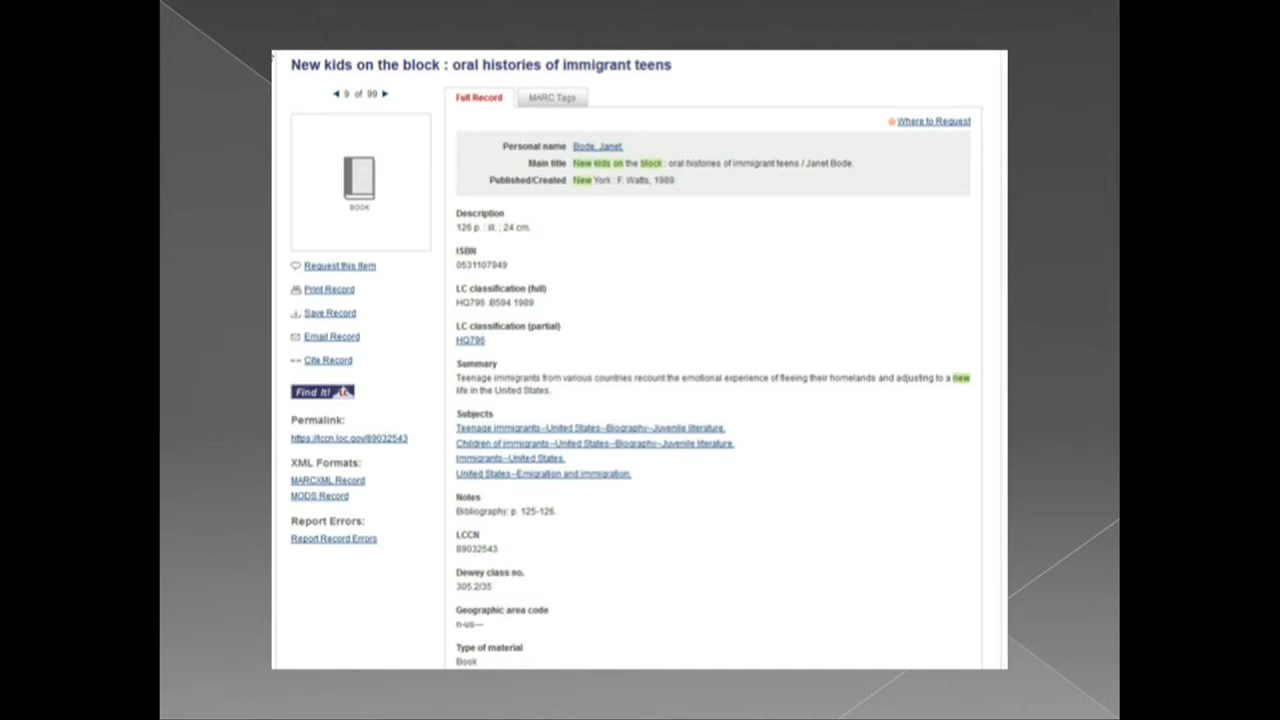 New kids on the block : oral histories of immigrant teens
9 of 99
Full Record
MARC Tags
Where to Request
Personal name Bode, Janet.
Main title New kids on the block : oral histories of immigrant teens / Janet Bode.
Published/Created New York : F. Watts, 1989.
BOOK
Request this Item
Print Record
Save Record
Email Record
Cite Record
Find It!
Permalink:
https://lccn.loc.gov/89032543
XML Formats:
MARCXML Record
MODS Record
Report Errors:
Report Record Errors
Description
126 p. : ill. ; 24 cm.
ISBN
0531107949
LC classification (full)
HQ796 .B594 1989
LC classification (partial)
HQ796
Summary
Teenage immigrants from various countries recount the emotional experience of fleeing their homelands and adjusting to a new
life in the United States.
Subjects
Teenage immigrants--United States--Biography--Juvenile literature.
Children of immigrants--United States--Biography--Juvenile literature.
Immigrants--United States.
United States--Emigration and immigration.
Notes
Bibliography: p. 125-126.
LCCN
89032543
Dewey class no.
305.2/35
Geographic area code
n-us---
Type of material
Book